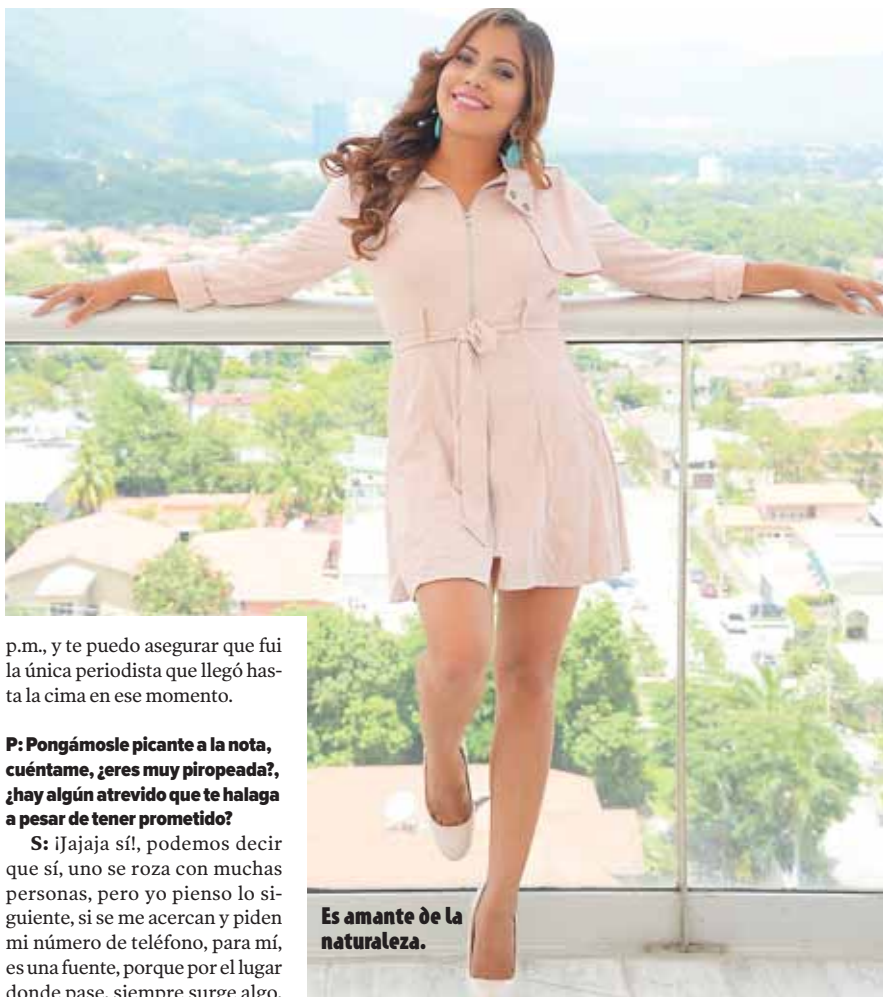 p.m., y te puedo asegurar que fui
la única periodista que llegó has-
ta la cima en ese momento.
P: Pongámosle picante a la nota,
cuéntame, ¿eres muy piropeada?,
¿hay algún atrevido que te halaga
a pesar de tener prometido?
S: ¡Jajaja sí!, podemos decir
que sí, uno se roza con muchas
personas, pero yo pienso lo si-
guiente, si se me acercan y piden
mi número de teléfono, para mí,
es una fuente, porque por el lugar
donde pase, siempre surge algo.
Es amante de la
naturaleza.